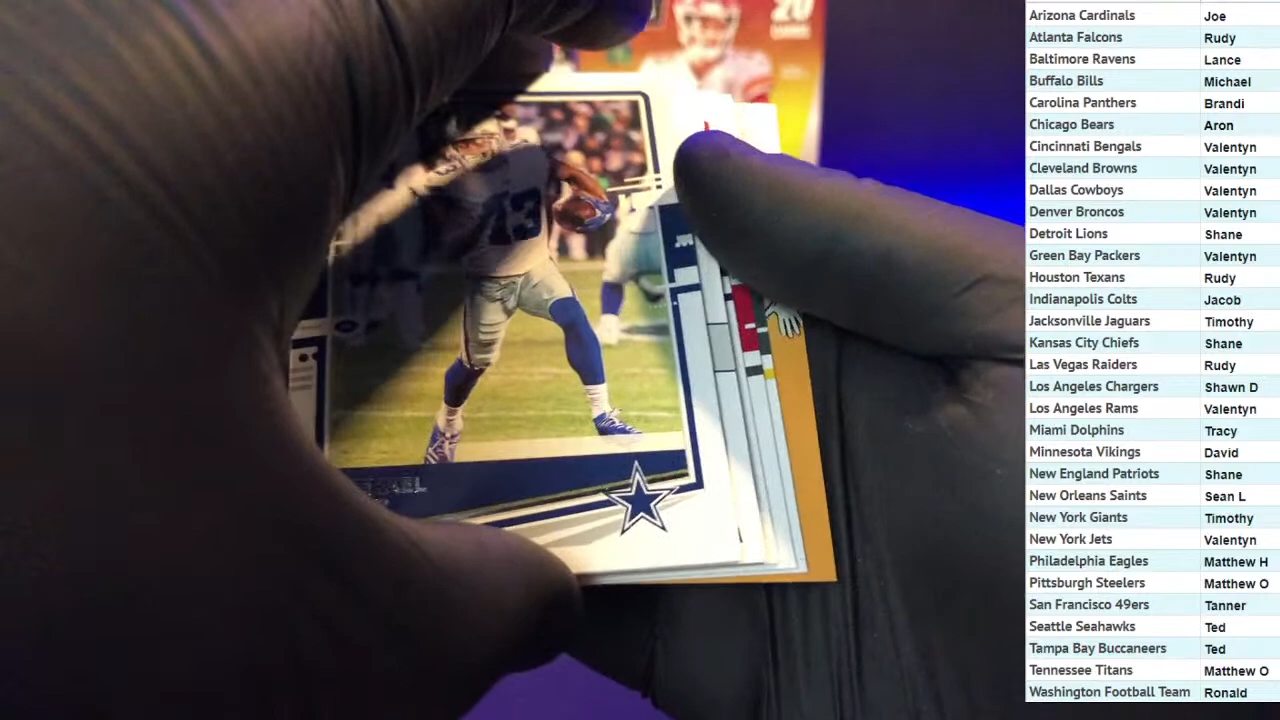 20
13
Arizona Cardinals Joe
Atlanta Falcons Rudy
Baltimore Ravens Lance
Buffalo Bills Michael
Carolina Panthers Brandi
Chicago Bears Aron
Cincinnati Bengals Valentyn
Cleveland Browns Valentyn
Dallas Cowboys Valentyn
Denver Broncos Valentyn
Detroit Lions Shane
Green Bay Packers Valentyn
Houston Texans Rudy
Indianapolis Colts Jacob
Jacksonville Jaguars Timothy
Kansas City Chiefs Shane
Las Vegas Raiders Rudy
Los Angeles Chargers Shawn D
Los Angeles Rams Valentyn
Miami Dolphins Tracy
Minnesota Vikings David
New England Patriots Shane
New Orleans Saints Sean L
New York Giants Timothy
New York Jets Valentyn
Philadelphia Eagles Matthew H
Pittsburgh Steelers Matthew O
San Francisco 49ers Tanner
Seattle Seahawks Ted
Tampa Bay Buccaneers Ted
Tennessee Titans Matthew O
Washington Football Team Ronald